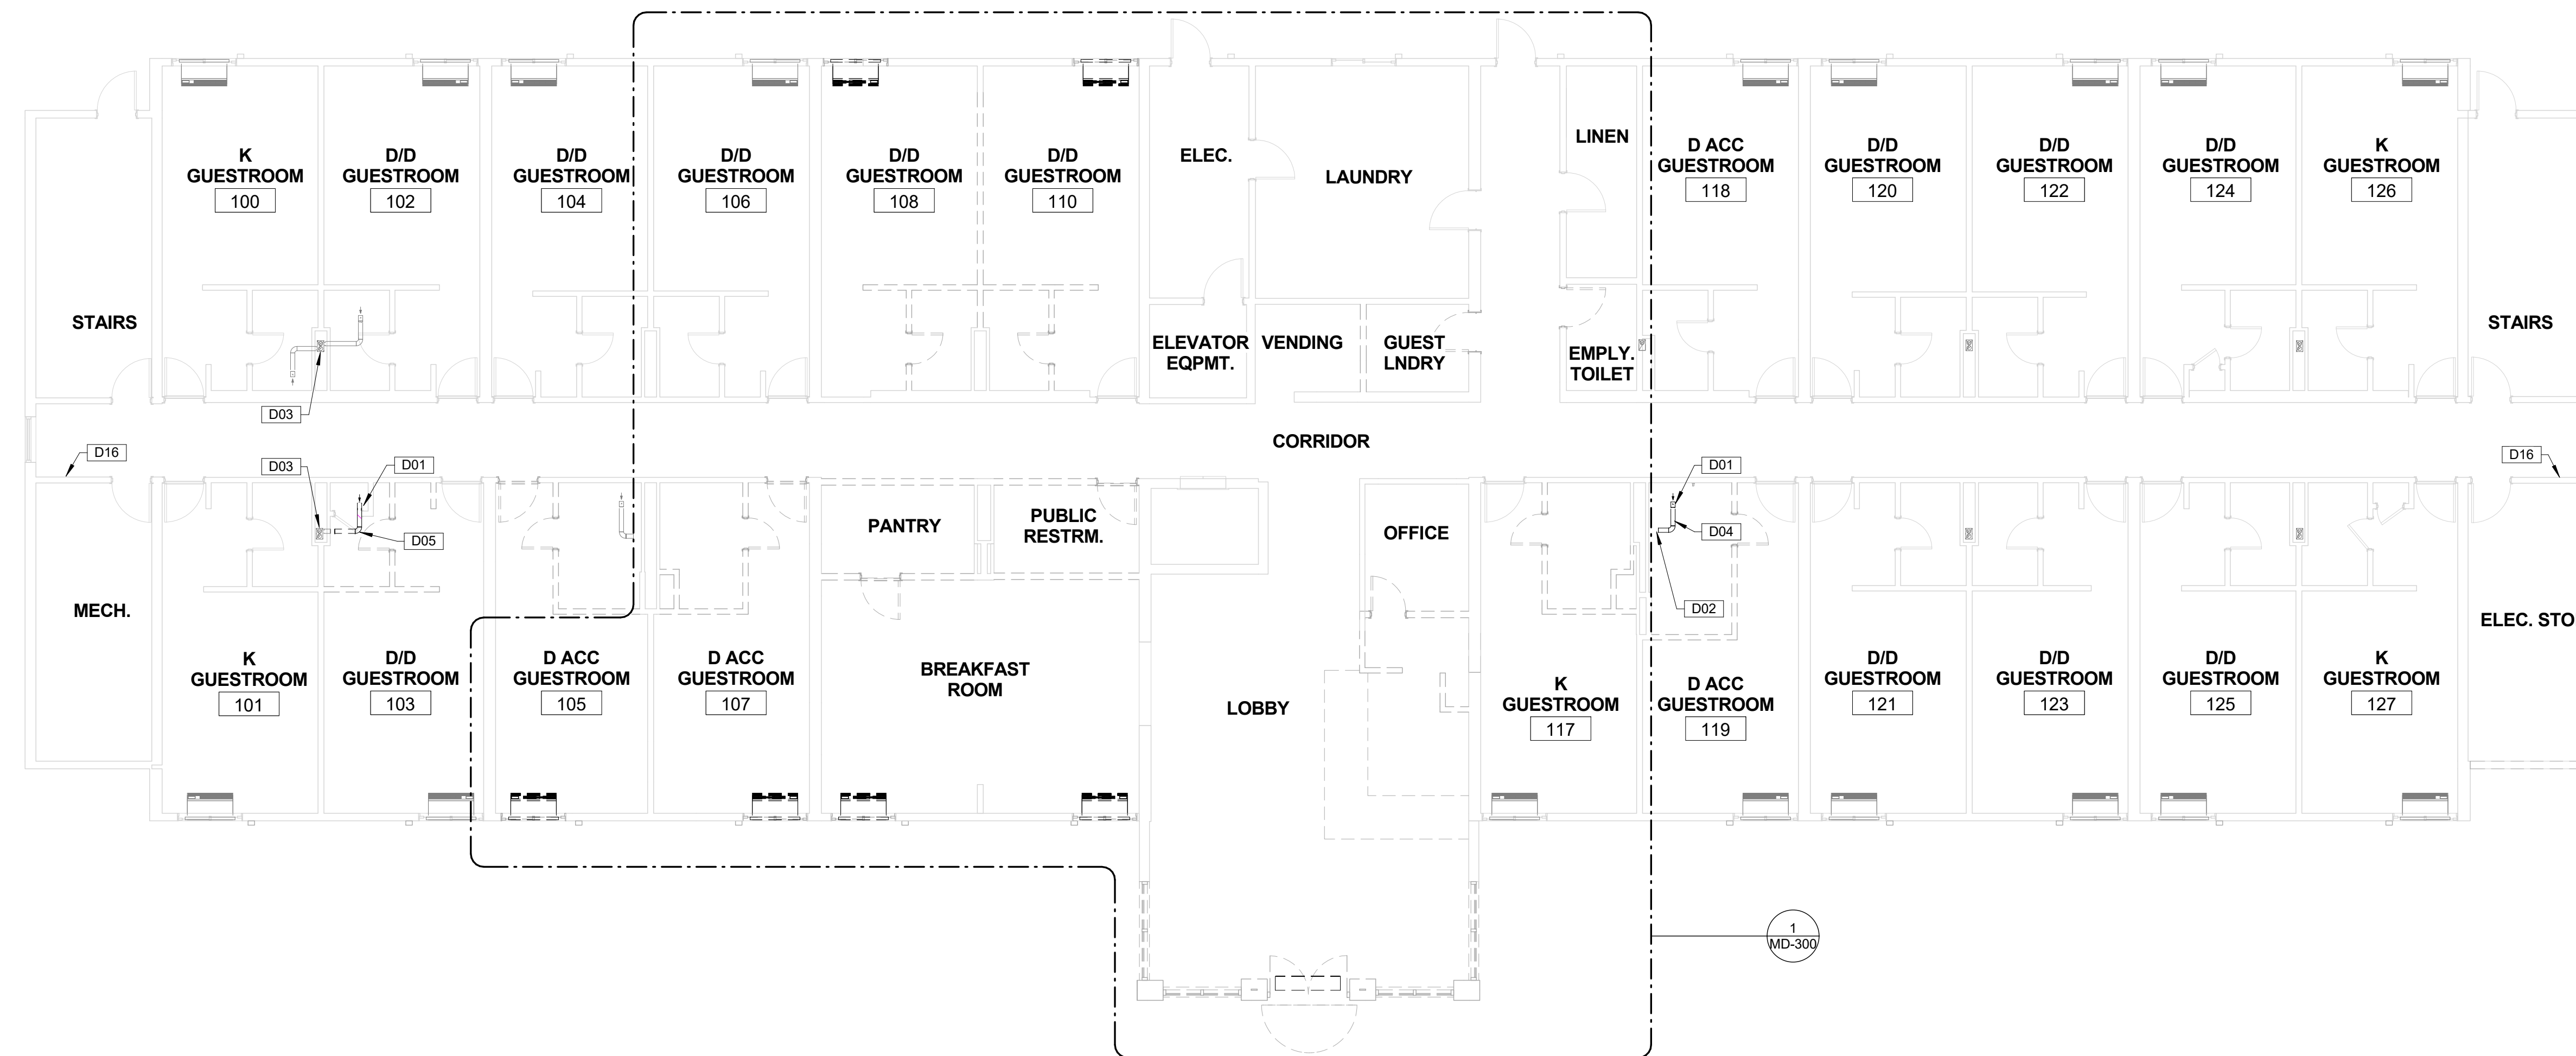 K
GUESTROOM
100
D/D
GUESTROOM
102
D/D
GUESTROOM
104
D/D
GUESTROOM
106
D/D
GUESTROOM
108
D/D
GUESTROOM
110
ELEC.
LAUNDRY
LINEN
D ACC
GUESTROOM
118
D/D
GUESTROOM
120
D/D
GUESTROOM
122
D/D
GUESTROOM
124
K
GUESTROOM
126
STAIRS
ELEVATOR
EQPMT.
VENDING
GUEST
LNDRY
EMPLY.
TOILET
STAIRS
D03
CORRIDOR
D16
D03
D01
D01
D16
D05
PANTRY
PUBLIC
RESTRM.
OFFICE
D04
D02
MECH.
ELEC. STO
K
GUESTROOM
101
D/D
GUESTROOM
103
D ACC
GUESTROOM
105
D ACC
GUESTROOM
107
BREAKFAST
ROOM
LOBBY
K
GUESTROOM
117
D ACC
GUESTROOM
119
D/D
GUESTROOM
121
D/D
GUESTROOM
123
D/D
GUESTROOM
125
K
GUESTROOM
127
1
MD-300